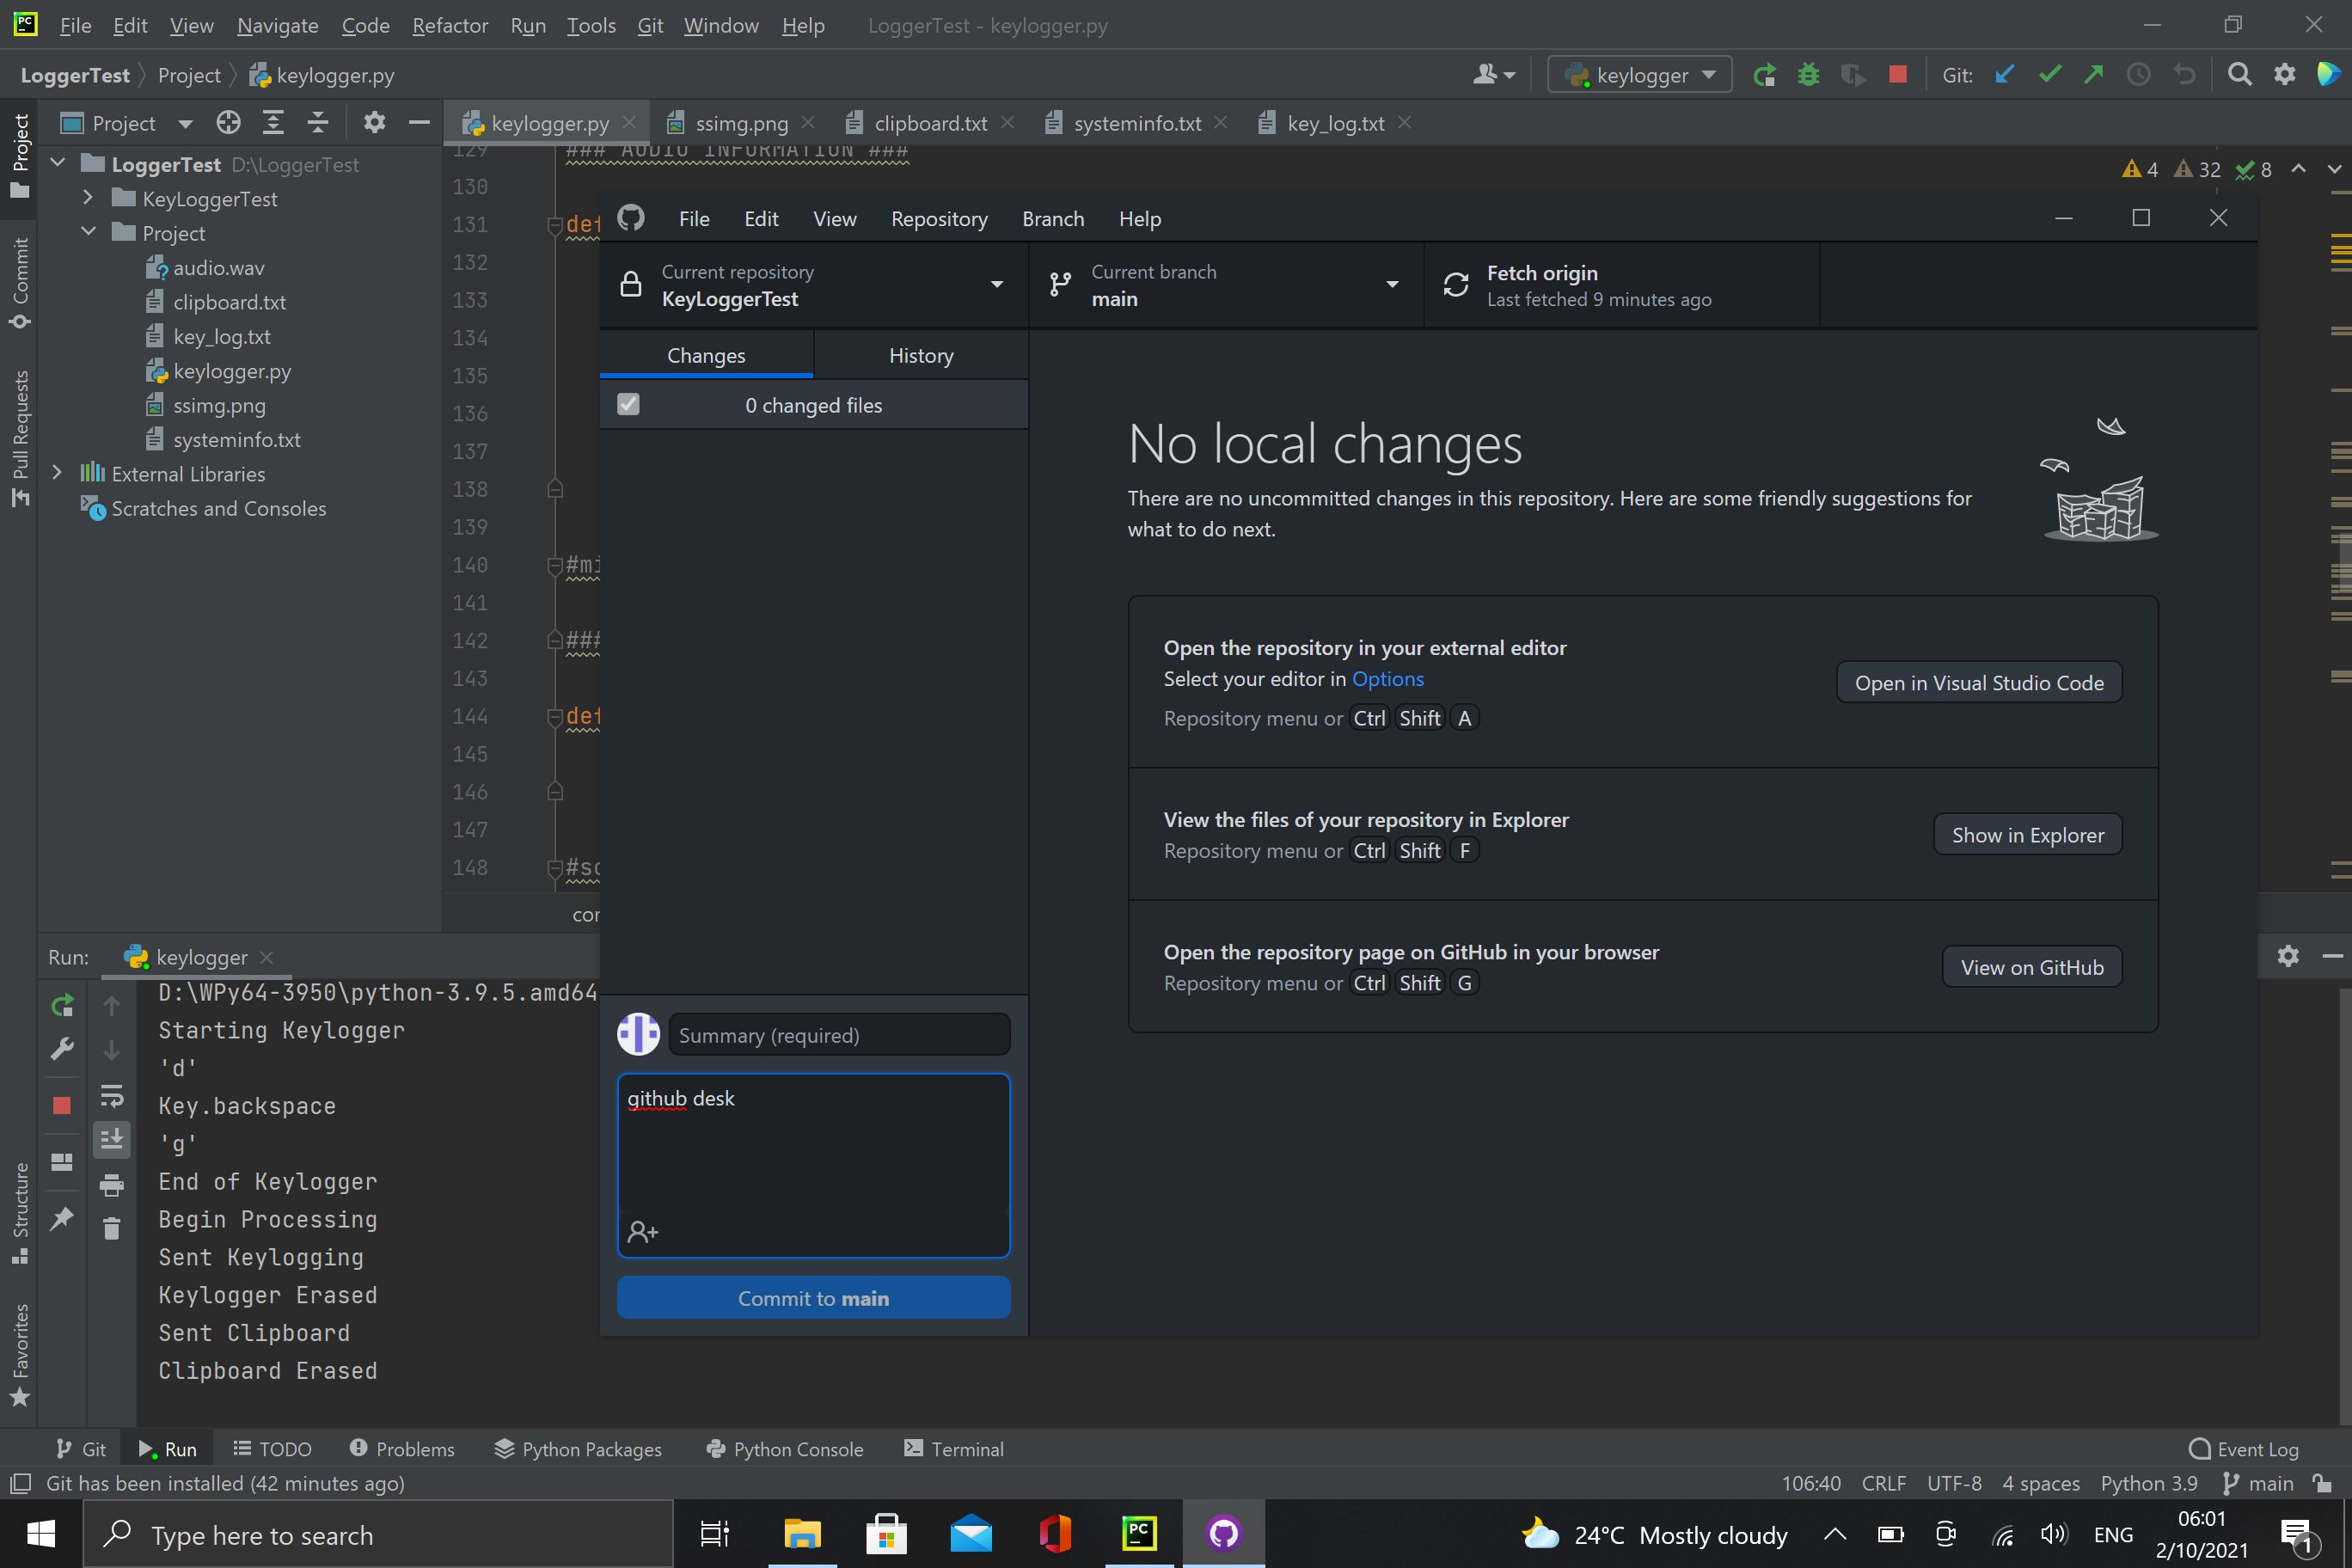 File Edit View Navigate Code Refactor Run Tools Git Window Help LoggerTest - keylogger.py
LoggerTest Project keylogger.py keylogger Git:
Project keylogger.py ssimg.png clipboard.txt systeminfo.txt key_log.txt
LoggerTest D:\LoggerTest
KeyLoggerTest
Project
audio.wav
clipboard.txt
key_log.txt
keylogger.py
ssimg.png
systeminfo.txt
External Libraries
Scratches and Consoles
Project
Commit
Pull Requests
Structure
Favorites
129 ### AUDIO INFORMATION ###
4 32 8
130
131 def
132
133
134
135
136
137
138
139
140 #mi
141
142 ###
143
144 def
145
146
147
148 #sc
cor
File Edit View Repository Branch Help
Current repository
KeyLoggerTest
Current branch
main
Fetch origin
Last fetched 9 minutes ago
Changes History
0 changed files
Summary (required)
github desk
Commit to main
No local changes
There are no uncommitted changes in this repository. Here are some friendly suggestions for
what to do next.
Open the repository in your external editor
Select your editor in Options
Repository menu or Ctrl Shift A
Open in Visual Studio Code
View the files of your repository in Explorer
Repository menu or Ctrl Shift F
Show in Explorer
Open the repository page on GitHub in your browser
Repository menu or Ctrl Shift G
View on GitHub
Run: keylogger
D:\WPy64-3950\python-3.9.5.amd64
Starting Keylogger
'd'
Key.backspace
'g'
End of Keylogger
Begin Processing
Sent Keylogging
Keylogger Erased
Sent Clipboard
Clipboard Erased
Git Run TODO Problems Python Packages Python Console Terminal Event Log
Git has been installed (42 minutes ago) 106:40 CRLF UTF-8 4 spaces Python 3.9 main
Type here to search
PC
24°C Mostly cloudy
ENG
06:01
2/10/2021
1